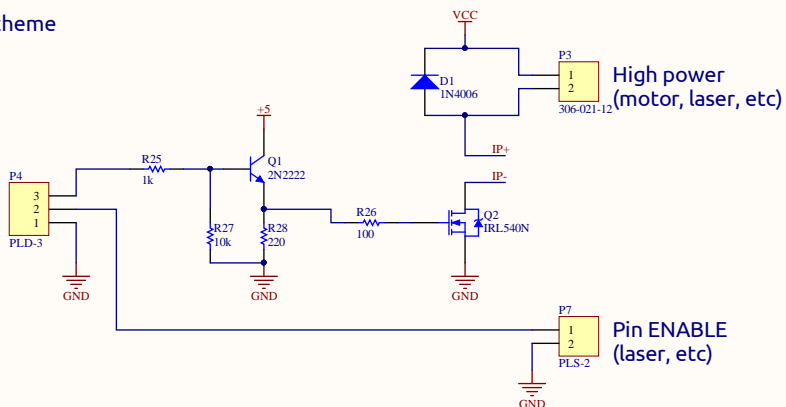 heme
VCC
P3
1
2
306-021-12
High power
(motor, laser, etc)
D1
1N4006
IP+
IP-
+5
Q1
2N2222
R25
1k
P4
3
2
1
PLD-3
R27
10k
R28
220
R26
100
Q2
IRL540N
GND
GND
GND
P7
1
2
PLS-2
Pin ENABLE
(laser, etc)
GND